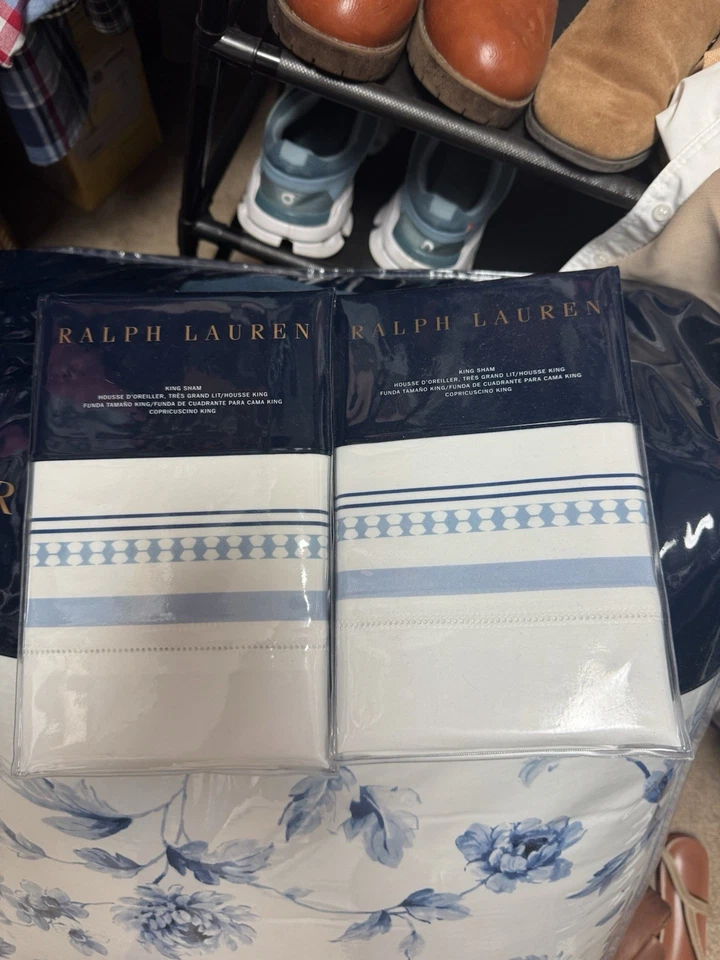 RALPH LAUREN
KING SHAM
HOUSSE D'OREILLER, TRÈS GRAND LIT/HOUSSE KING
FUNDA TAMAÑO KING/FUNDA DE CUADRANTE PARA CAMA KING
COPRICUSCINO KING
RALPH LAUREN
KING SHAM
HOUSSE D'OREILLER, TRÈS GRAND LIT/HOUSSE KING
FUNDA TAMAÑO KING/FUNDA DE CUADRANTE PARA CAMA KING
COPRICUSCINO KING
R